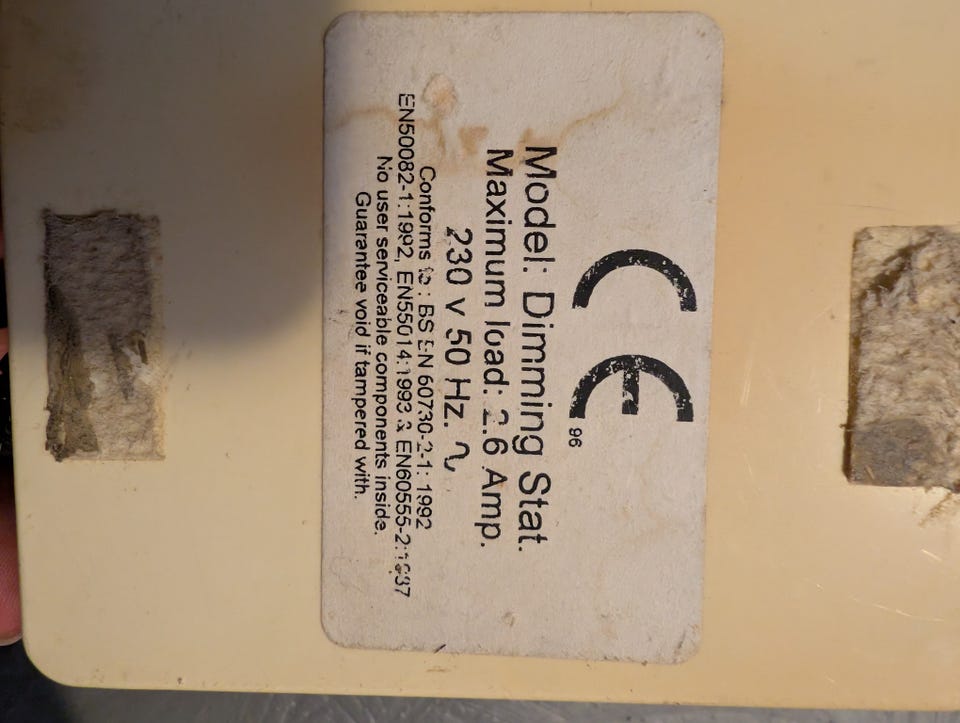 CE
96
Model: Dimming Stat.
Maximum load: 2.6 Amp.
230 v 50 Hz. ∿
Conforms to : BS EN 60730-2-1: 1992
EN50082-1:1992, EN55014:1993 & EN60555-2:1987
No user serviceable components inside.
Guarantee void if tampered with.